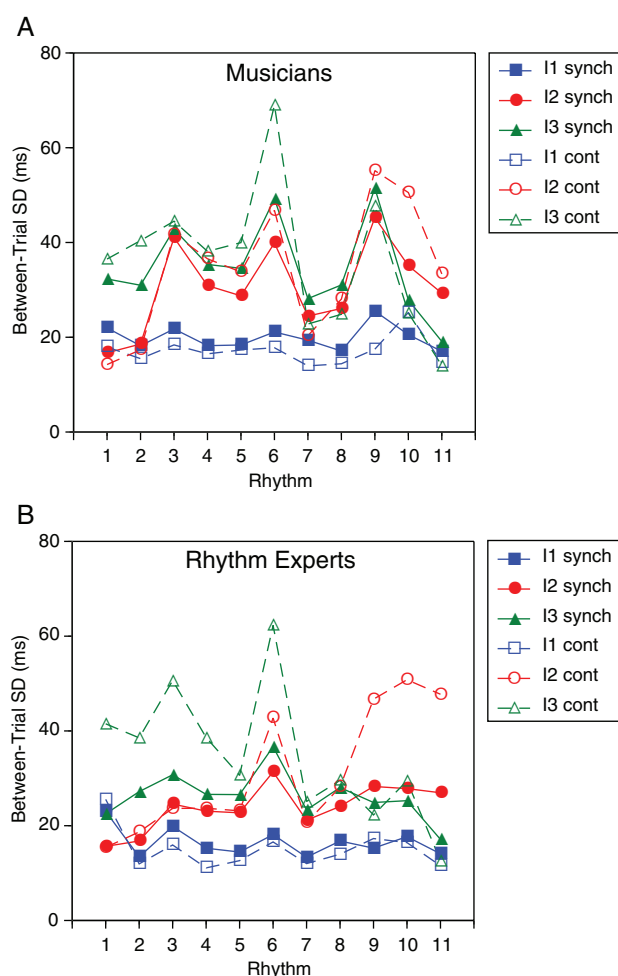 A
Musicians
Between-Trial SD (ms)
80
60
40
20
0
1 2 3 4 5 6 7 8 9 10 11
Rhythm
I1 synch
I2 synch
I3 synch
I1 cont
I2 cont
I3 cont
B
Rhythm Experts
Between-Trial SD (ms)
80
60
40
20
0
1 2 3 4 5 6 7 8 9 10 11
Rhythm
I1 synch
I2 synch
I3 synch
I1 cont
I2 cont
I3 cont